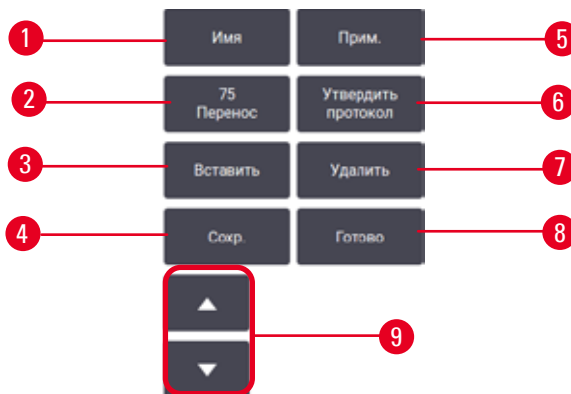 1 Имя Прим. 5
2 75 Перенос Утвердить протокол 6
3 Вставить Удалить 7
4 Сохр. Готово 8
9